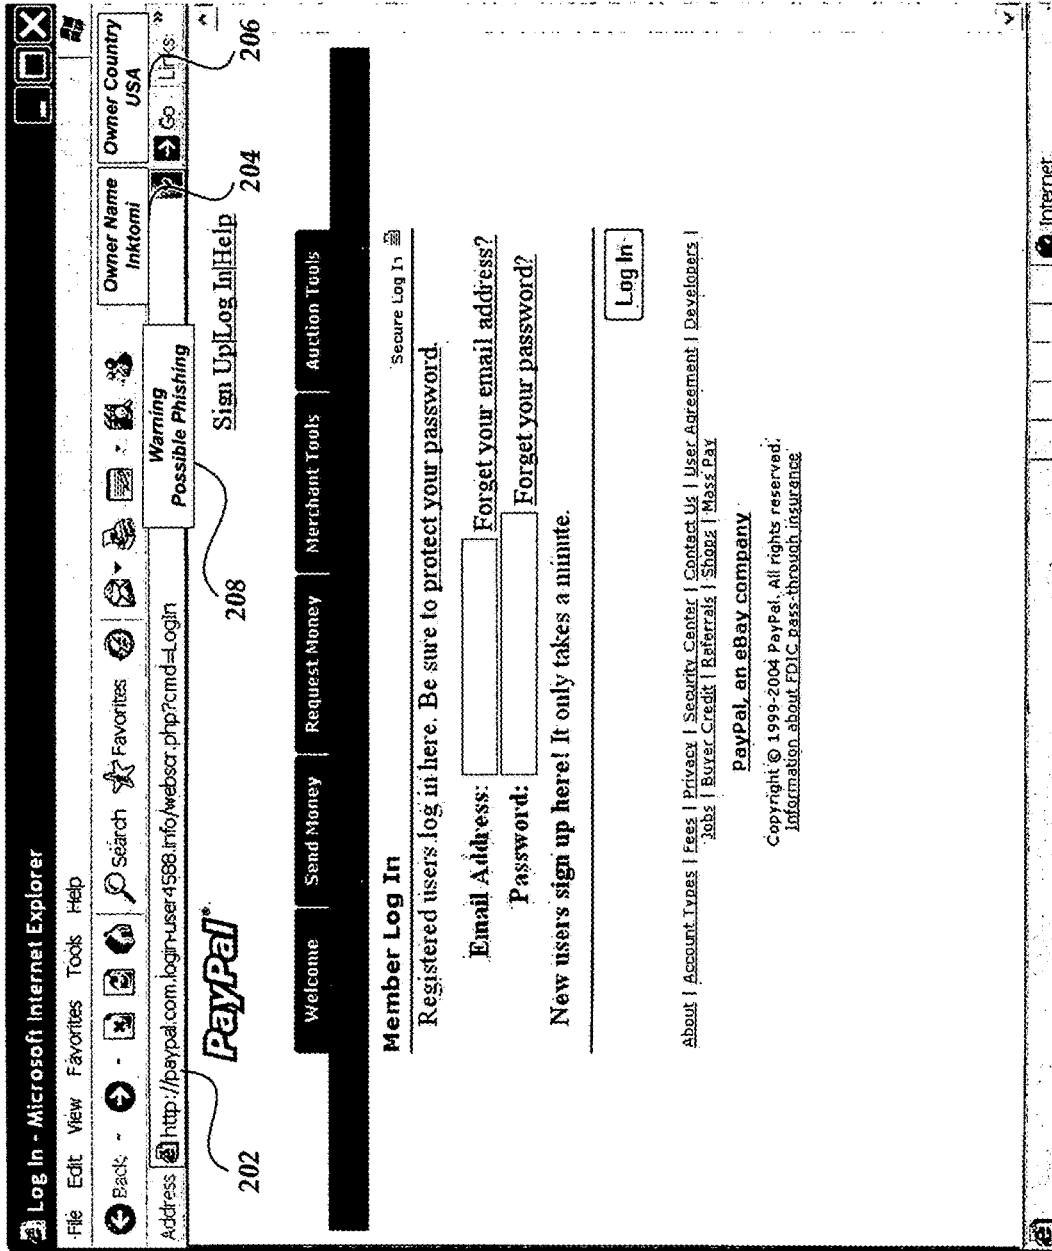 Log In - Microsoft Internet Explorer
File Edit View Favorites Tools Help
Back Search Favorites
Owner Name
Inktomi
Owner Country
USA
Warning
Possible Phishing
Address http://paypal.com.login-user4588.info/webscr.php?cmd=Login
Go Links »
202
208
204
206
PayPal®
Sign Up|Log In|Help
Welcome Send Money Request Money Merchant Tools Auction Tools
Member Log In Secure Log In
Registered users log in here. Be sure to protect your password.
Email Address: Forget your email address?
Password: Forget your password?
New users sign up here! It only takes a minute.
Log In
About | Account Types | Fees | Privacy | Security Center | Contact Us | User Agreement | Developers |
Jobs | Buyer Credit | Referrals | Shops | Mass Pay
PayPal, an eBay company
Copyright © 1999-2004 PayPal. All rights reserved.
Information about FDIC pass-through insurance
Internet